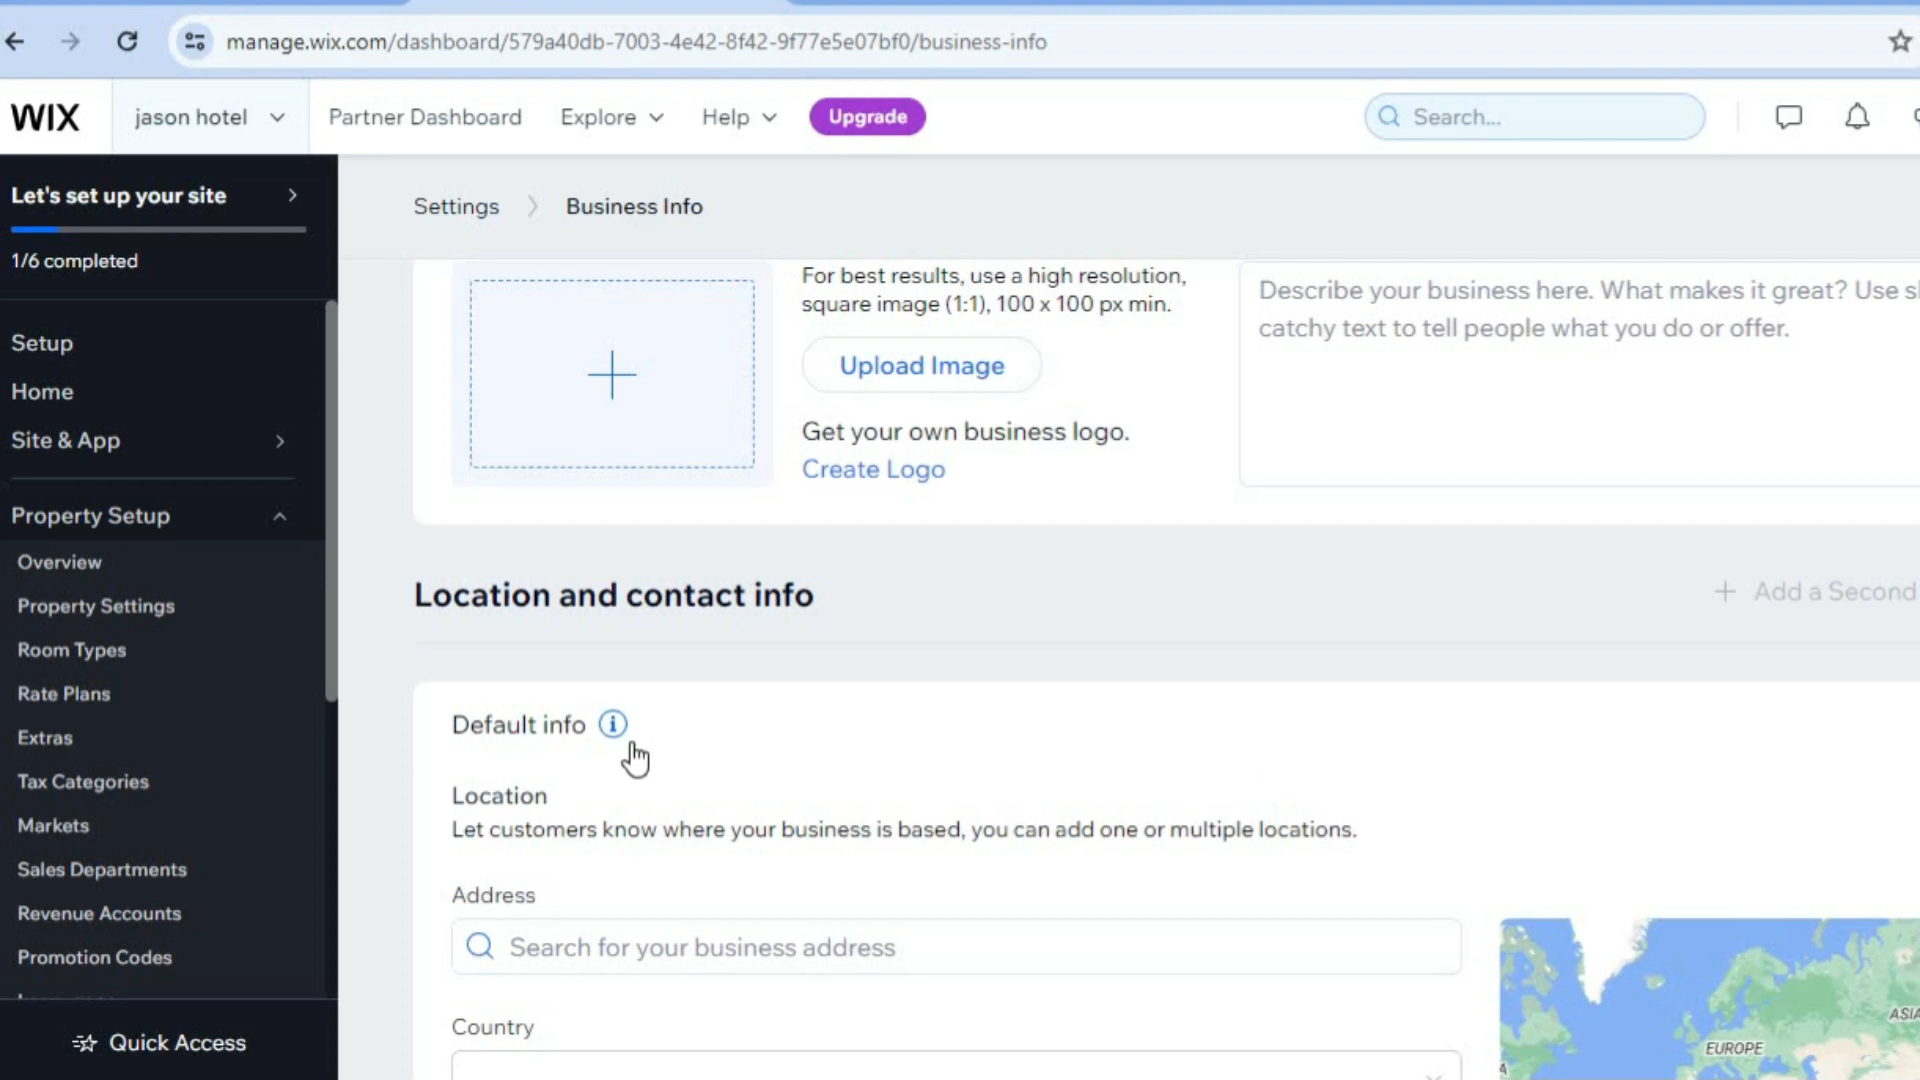 manage.wix.com/dashboard/579a40db-7003-4e42-8f42-9f77e5e07bf0/business-info
WIX
jason hotel
Partner Dashboard
Explore
Help
Upgrade
Search...
Let's set up your site
1/6 completed
Setup
Home
Site & App
Property Setup
Overview
Property Settings
Room Types
Rate Plans
Extras
Tax Categories
Markets
Sales Departments
Revenue Accounts
Promotion Codes
Quick Access
Settings
Business Info
For best results, use a high resolution,
square image (1:1), 100 x 100 px min.
Upload Image
Get your own business logo.
Create Logo
Describe your business here. What makes it great? Use
catchy text to tell people what you do or offer.
Location and contact info
Add a Second
Default info
Location
Let customers know where your business is based, you can add one or multiple locations.
Address
Search for your business address
Country
EUROPE